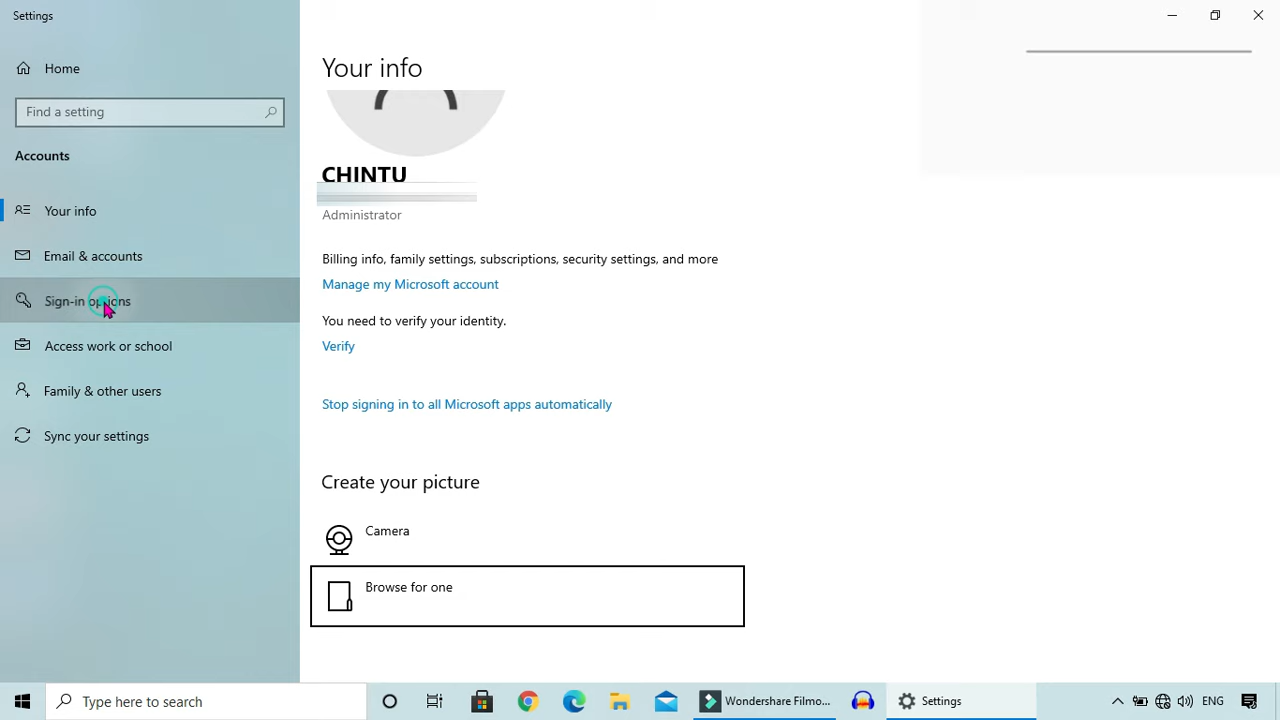 Settings
Home
Find a setting
Accounts
Your info
Email & accounts
Sign-in options
Access work or school
Family & other users
Sync your settings
Your info
CHINTU
Administrator
Billing info, family settings, subscriptions, security settings, and more
Manage my Microsoft account
You need to verify your identity.
Verify
Stop signing in to all Microsoft apps automatically
Create your picture
Camera
Browse for one
Type here to search
Wondershare Filmo...
Settings
ENG